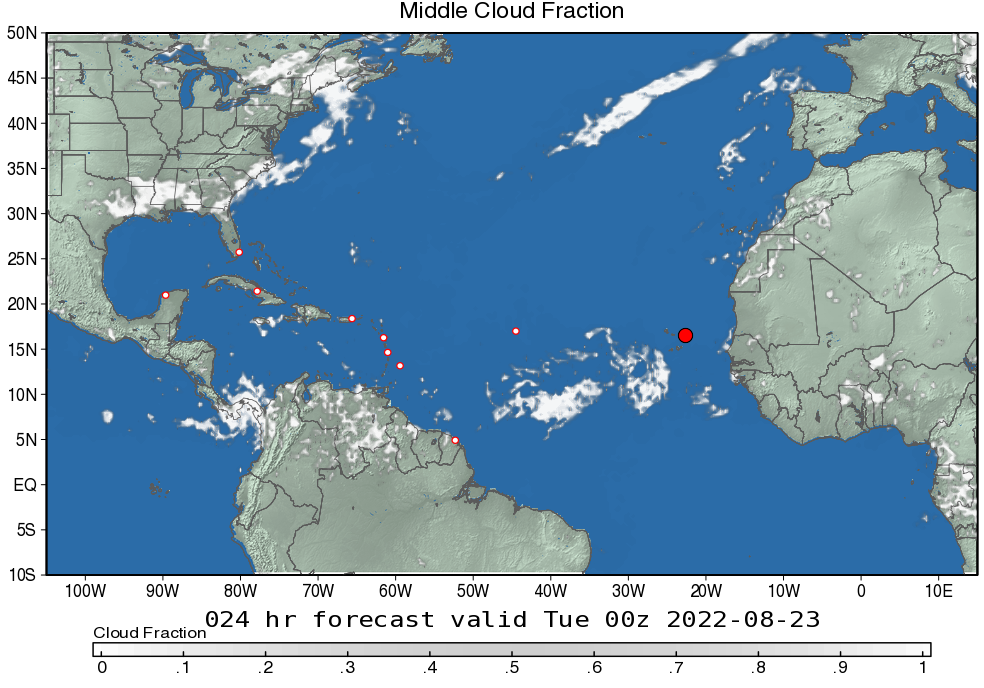 Middle Cloud Fraction
50N
45N
40N
35N
30N
25N
20N
15N
10N
5N
EQ
5S
10S
100W 90W 80W 70W 60W 50W 40W 30W 20W 10W 0 10E
024 hr forecast valid Tue 00z 2022-08-23
Cloud Fraction
0 .1 .2 .3 .4 .5 .6 .7 .8 .9 1